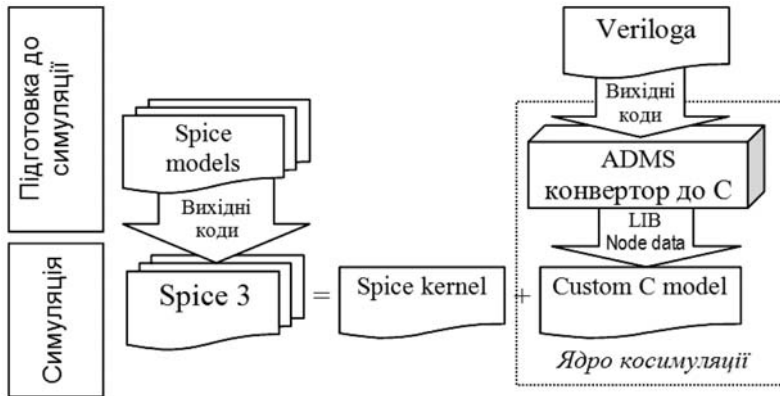 Підготовка до
симуляції
Veriloga
Вихідні
коди
Spice
models
ADMS
конвертор до С
Вихідні
коди
LIB
Node data
Симуляція
Spice 3
=
Spice kernel
+
Custom C model
Ядро косимуляції